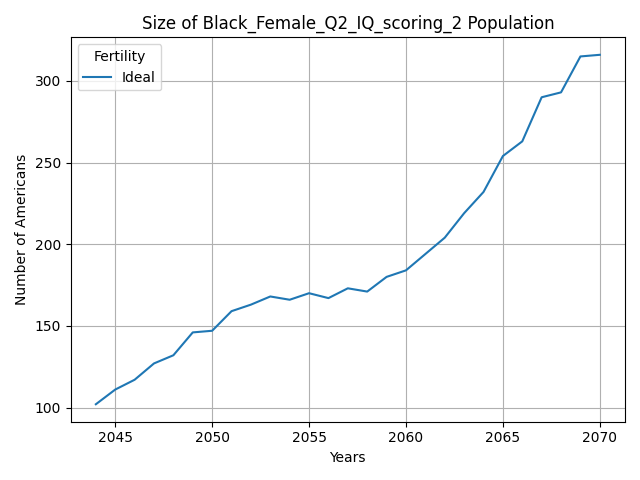 Size of Black_Female_Q2_IQ_scoring_2 Population
Fertility
Ideal
Number of Americans
300
250
200
150
100
2045 2050 2055 2060 2065 2070
Years